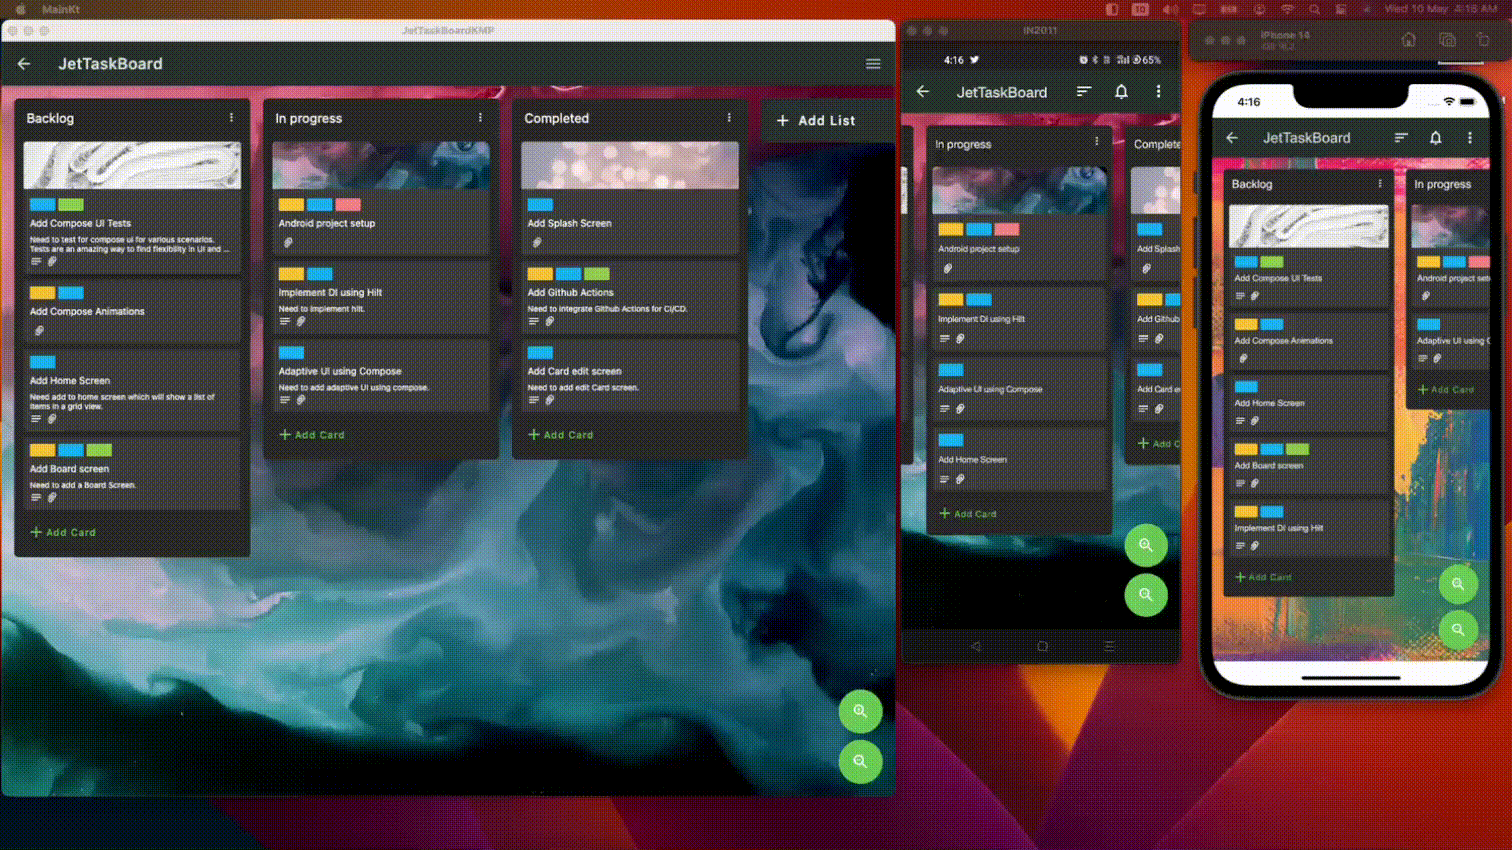 MainKt
10
Wed 10 May 4:16 AM
JetTaskBoardKMP
JetTaskBoard
Backlog
Add Compose UI Tests
Need to test for compose ui for various scenarios.
Tests are an amazing way to find flexibility in UI and ...
Add Compose Animations
Add Home Screen
Need add to home screen which will show a list of
items in a grid view.
Add Board screen
Need to add a Board Screen.
+ Add Card
In progress
Android project setup
Implement DI using Hilt
Need to implement hilt.
Adaptive UI using Compose
Need to add adaptive UI using compose.
+ Add Card
Completed
Add Splash Screen
Add Github Actions
Need to integrate Github Actions for CI/CD.
Add Card edit screen
Need to add edit Card screen.
+ Add Card
+ Add List
IN2011
4:16
65%
JetTaskBoard
In progress
Android project setup
Implement DI using Hilt
Adaptive UI using Compose
Add Home Screen
+ Add Card
Complete
Add Splash
Add Github
Add Card e
+ Add C
iPhone 14
iOS 16.2
4:16
JetTaskBoard
Backlog
Add Compose UI Tests
Add Compose Animations
Add Home Screen
Add Board screen
Implement DI using Hilt
+ Add Card
In progress
Android project set
Adaptive UI using C
+ Add Card